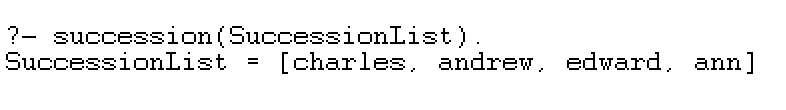 ?- succession(SuccessionList).
SuccessionList = [charles, andrew, edward, ann]